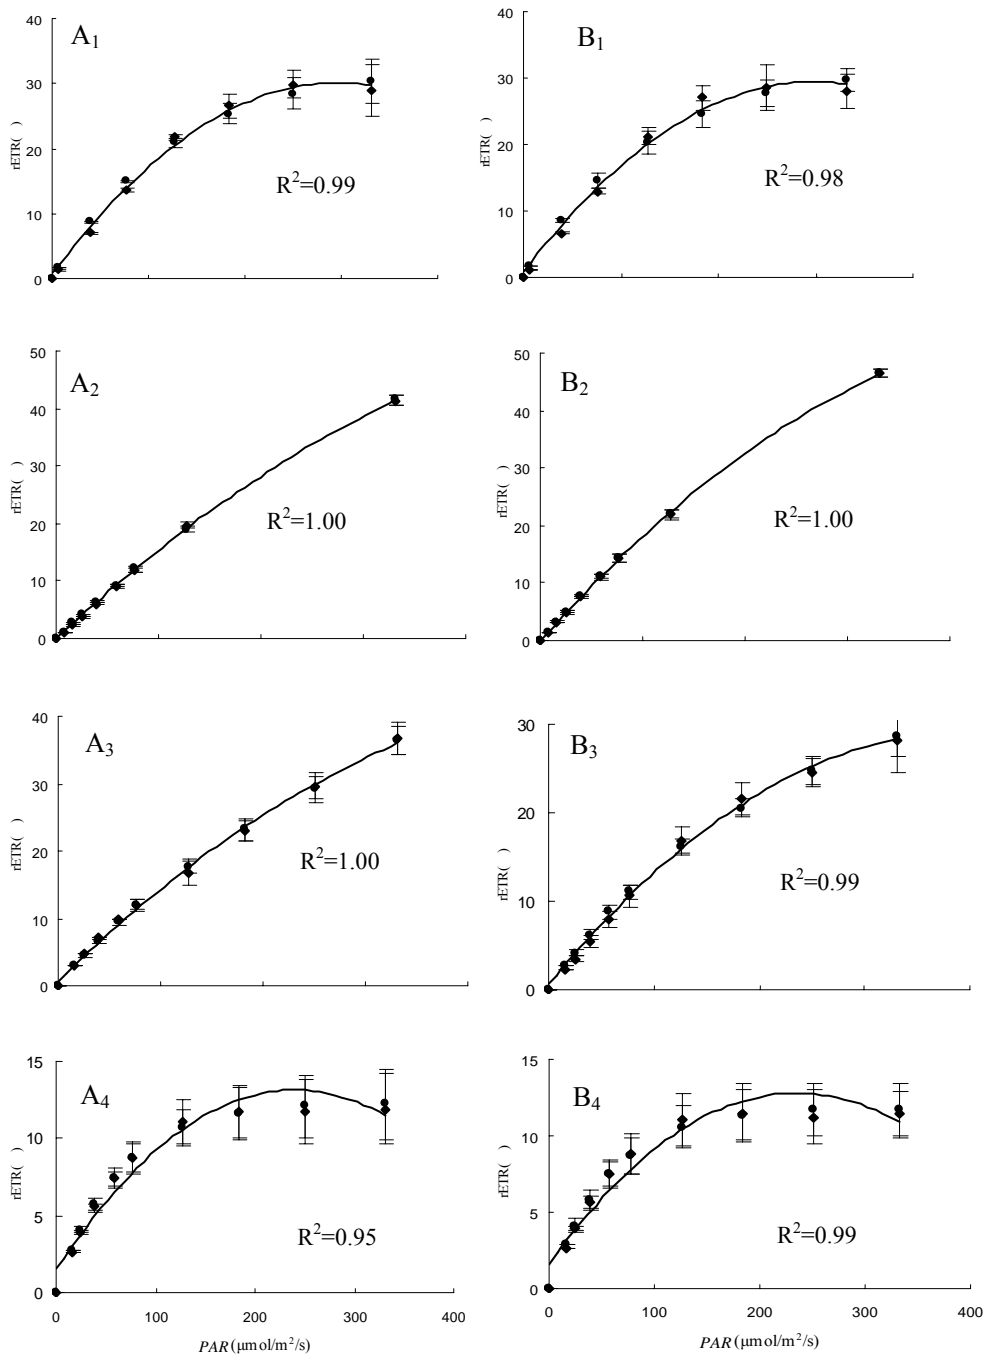 A1
40
30
20
10
0
rETR( )
R²=0.99
B1
40
30
20
10
0
rETR( )
R²=0.98
A2
50
40
30
20
10
0
rETR( )
R²=1.00
B2
50
40
30
20
10
0
rETR( )
R²=1.00
A3
40
30
20
10
0
rETR( )
R²=1.00
B3
30
20
10
0
rETR( )
R²=0.99
A4
15
10
5
0
rETR( )
R²=0.95
0 100 200 300 400
PAR(μmol/m²/s)
B4
15
10
5
0
rETR( )
R²=0.99
0 100 200 300 400
PAR(μmol/m²/s)